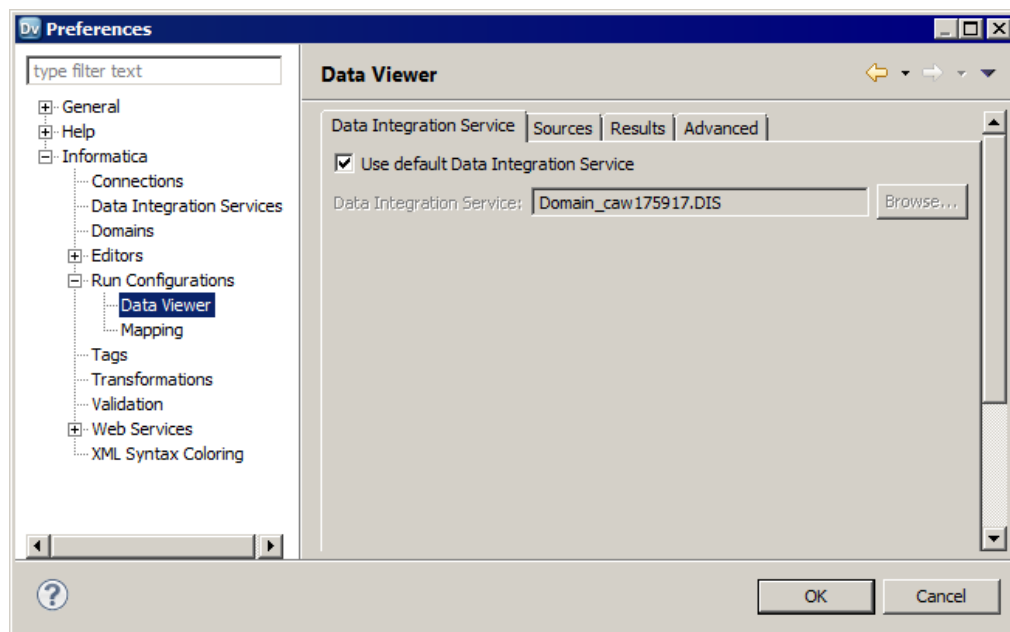 Dv Preferences
type filter text
General
Help
Informatica
Connections
Data Integration Services
Domains
Editors
Run Configurations
Data Viewer
Mapping
Tags
Transformations
Validation
Web Services
XML Syntax Coloring
Data Viewer
Data Integration Service Sources Results Advanced
Use default Data Integration Service
Data Integration Service: Domain_caw175917.DIS Browse...
? OK Cancel